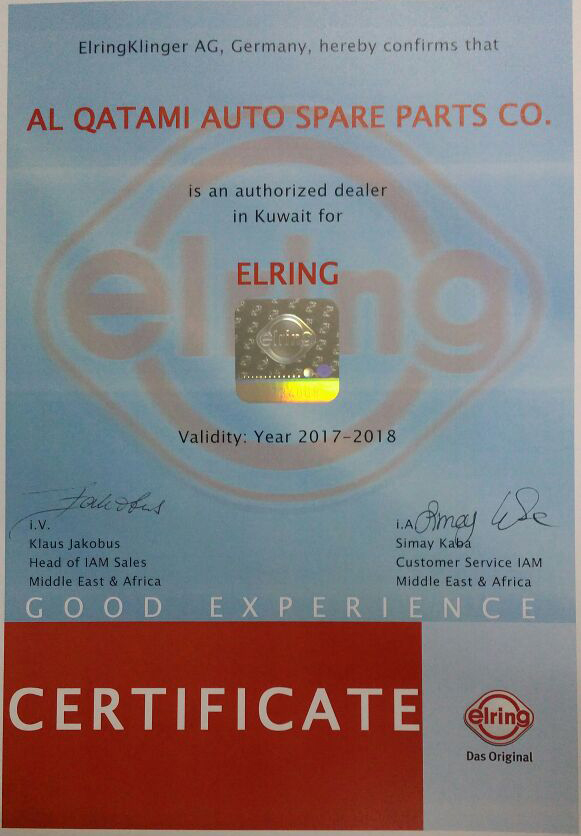 ElringKlinger AG, Germany, hereby confirms that
AL QATAMI AUTO SPARE PARTS CO.
is an authorized dealer
in Kuwait for
ELRING
elring
elring
Validity: Year 2017-2018
i.V.
Klaus Jakobus
Head of IAM Sales
Middle East & Africa
i.A
Simay Kaba
Customer Service IAM
Middle East & Africa
GOOD EXPERIENCE
CERTIFICATE
elring
Das Original